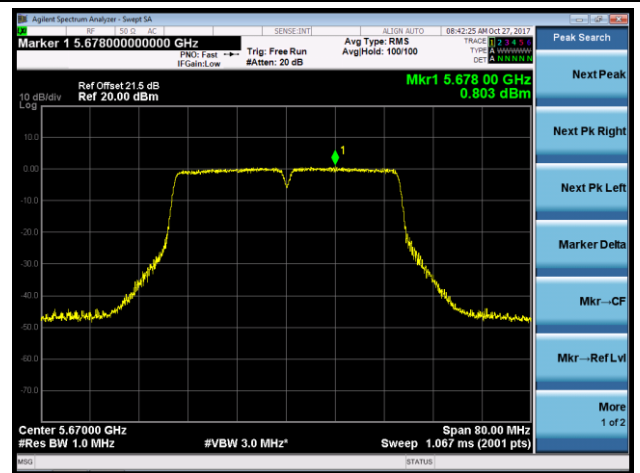 Agilent Spectrum Analyzer - Swept SA
RF 50 Ω AC SENSE:INT ALIGN AUTO 08:42:25 AM Oct 27, 2017
Marker 1 5.678000000000 GHz
PNO: Fast
IFGain:Low
Trig: Free Run
#Atten: 20 dB
Avg Type: RMS
Avg|Hold: 100/100
TRACE 1 2 3 4 5 6
TYPE A WWWWW
DET A N N N N N
Peak Search
Ref Offset 21.5 dB
10 dB/div Ref 20.00 dBm
Log
Mkr1 5.678 00 GHz
0.803 dBm
10.0
0.00
-10.0
-20.0
-30.0
-40.0
-50.0
-60.0
-70.0
1
Center 5.67000 GHz Span 80.00 MHz
#Res BW 1.0 MHz #VBW 3.0 MHz* Sweep 1.067 ms (2001 pts)
Next Peak
Next Pk Right
Next Pk Left
Marker Delta
Mkr→CF
Mkr→Ref Lvl
More
1 of 2
MSG STATUS